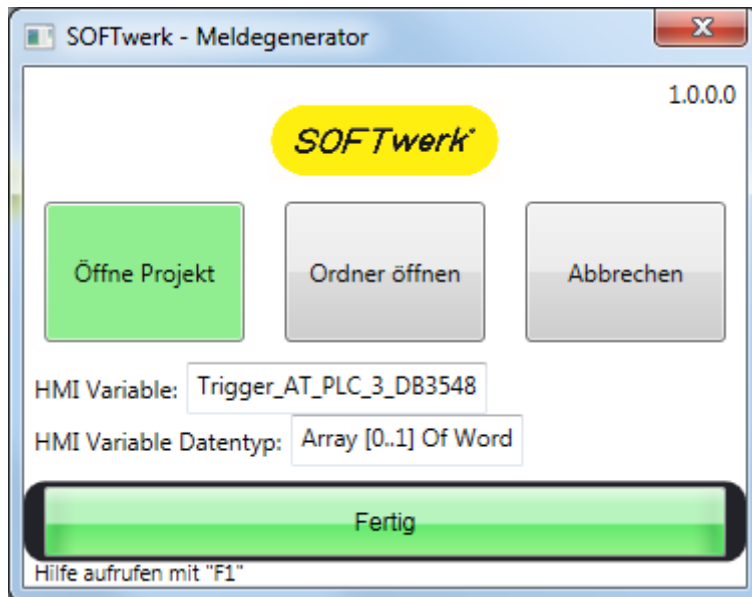 SOFTwerk - Meldegenerator
1.0.0.0
SOFTwerk
Öffne Projekt
Ordner öffnen
Abbrechen
HMI Variable: Trigger_AT_PLC_3_DB3548
HMI Variable Datentyp: Array [0..1] Of Word
Fertig
Hilfe aufrufen mit "F1"